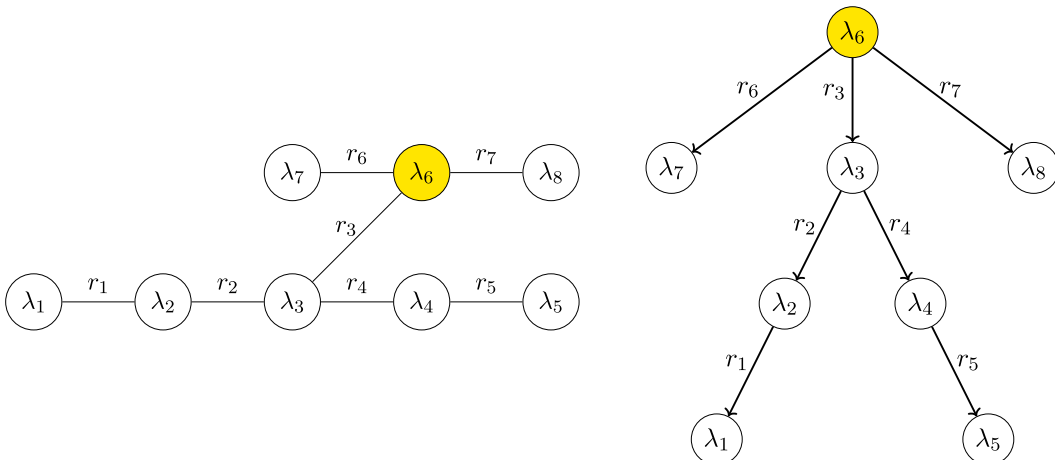 λ₆
r₆ r₃ r₇
λ₇ λ₃ λ₈
r₂ r₄
λ₂ λ₄
r₁ r₅
λ₁ λ₅
r₆ r₇
λ₇ λ₆ λ₈
r₃
r₁ r₂ r₄ r₅
λ₁ λ₂ λ₃ λ₄ λ₅